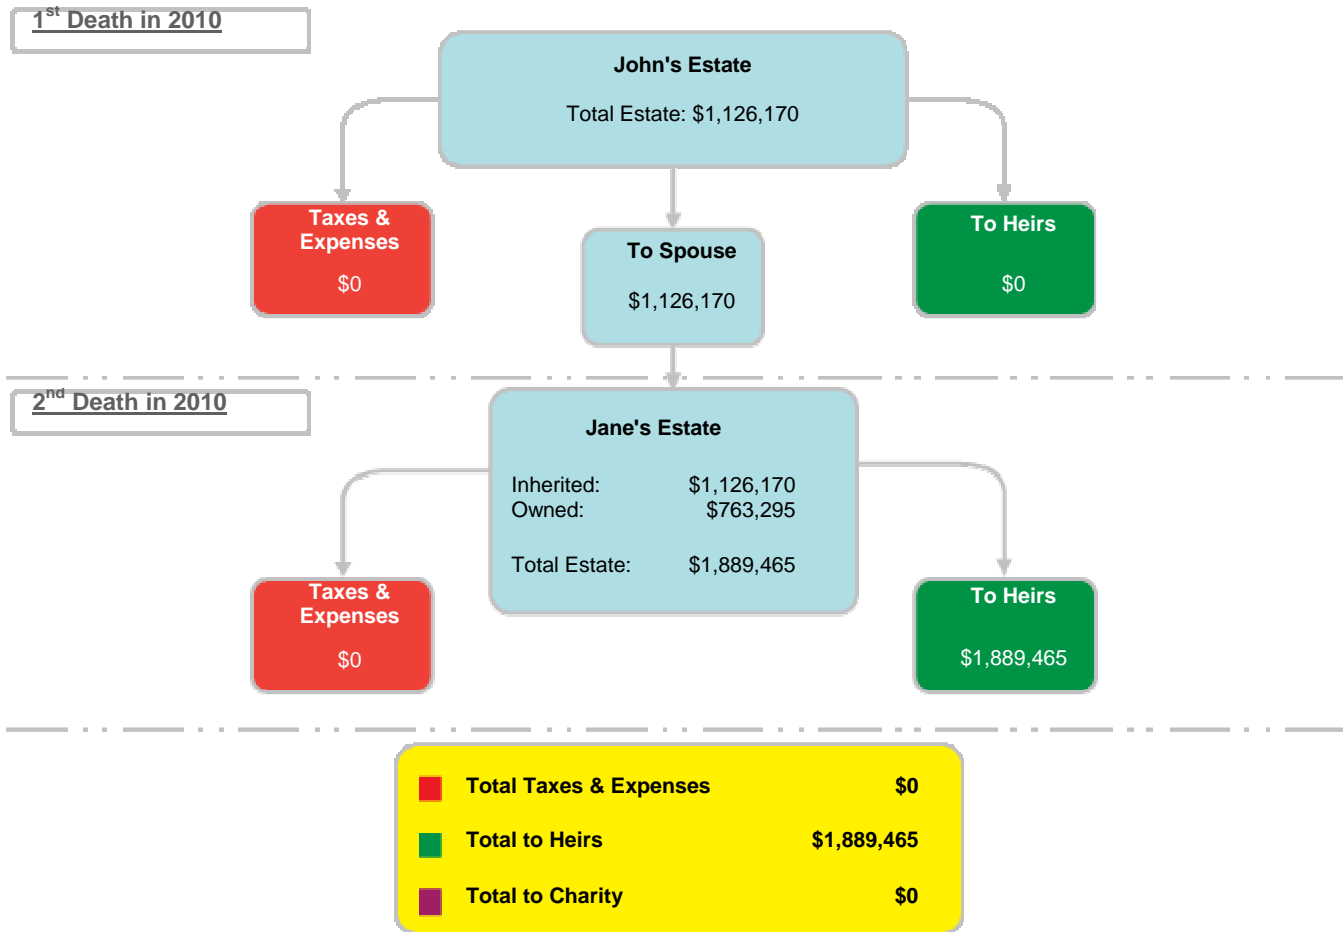 1st Death in 2010
John's Estate
Total Estate: $1,126,170
Taxes &
Expenses
$0
To Spouse
$1,126,170
To Heirs
$0
2nd Death in 2010
Jane's Estate
Inherited: $1,126,170
Owned: $763,295
Total Estate: $1,889,465
Taxes &
Expenses
$0
To Heirs
$1,889,465
Total Taxes & Expenses $0
Total to Heirs $1,889,465
Total to Charity $0